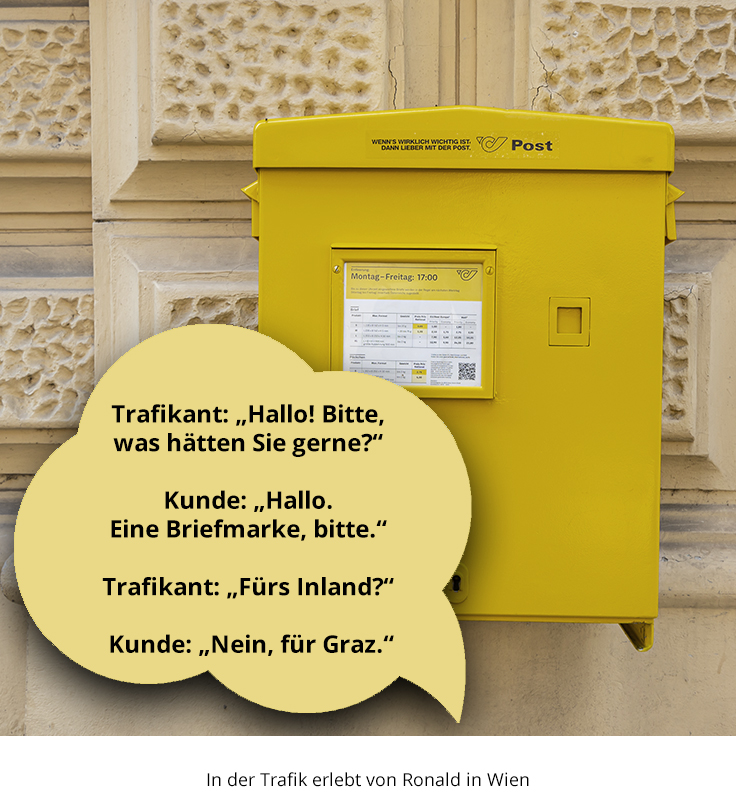 WENN'S WIRKLICH WICHTIG IST,
DANN LIEBER MIT DER POST.
Post
Montag – Freitag: 17:00
Trafikant: „Hallo! Bitte,
was hätten Sie gerne?“
Kunde: „Hallo.
Eine Briefmarke, bitte.“
Trafikant: „Fürs Inland?“
Kunde: „Nein, für Graz.“
In der Trafik erlebt von Ronald in Wien